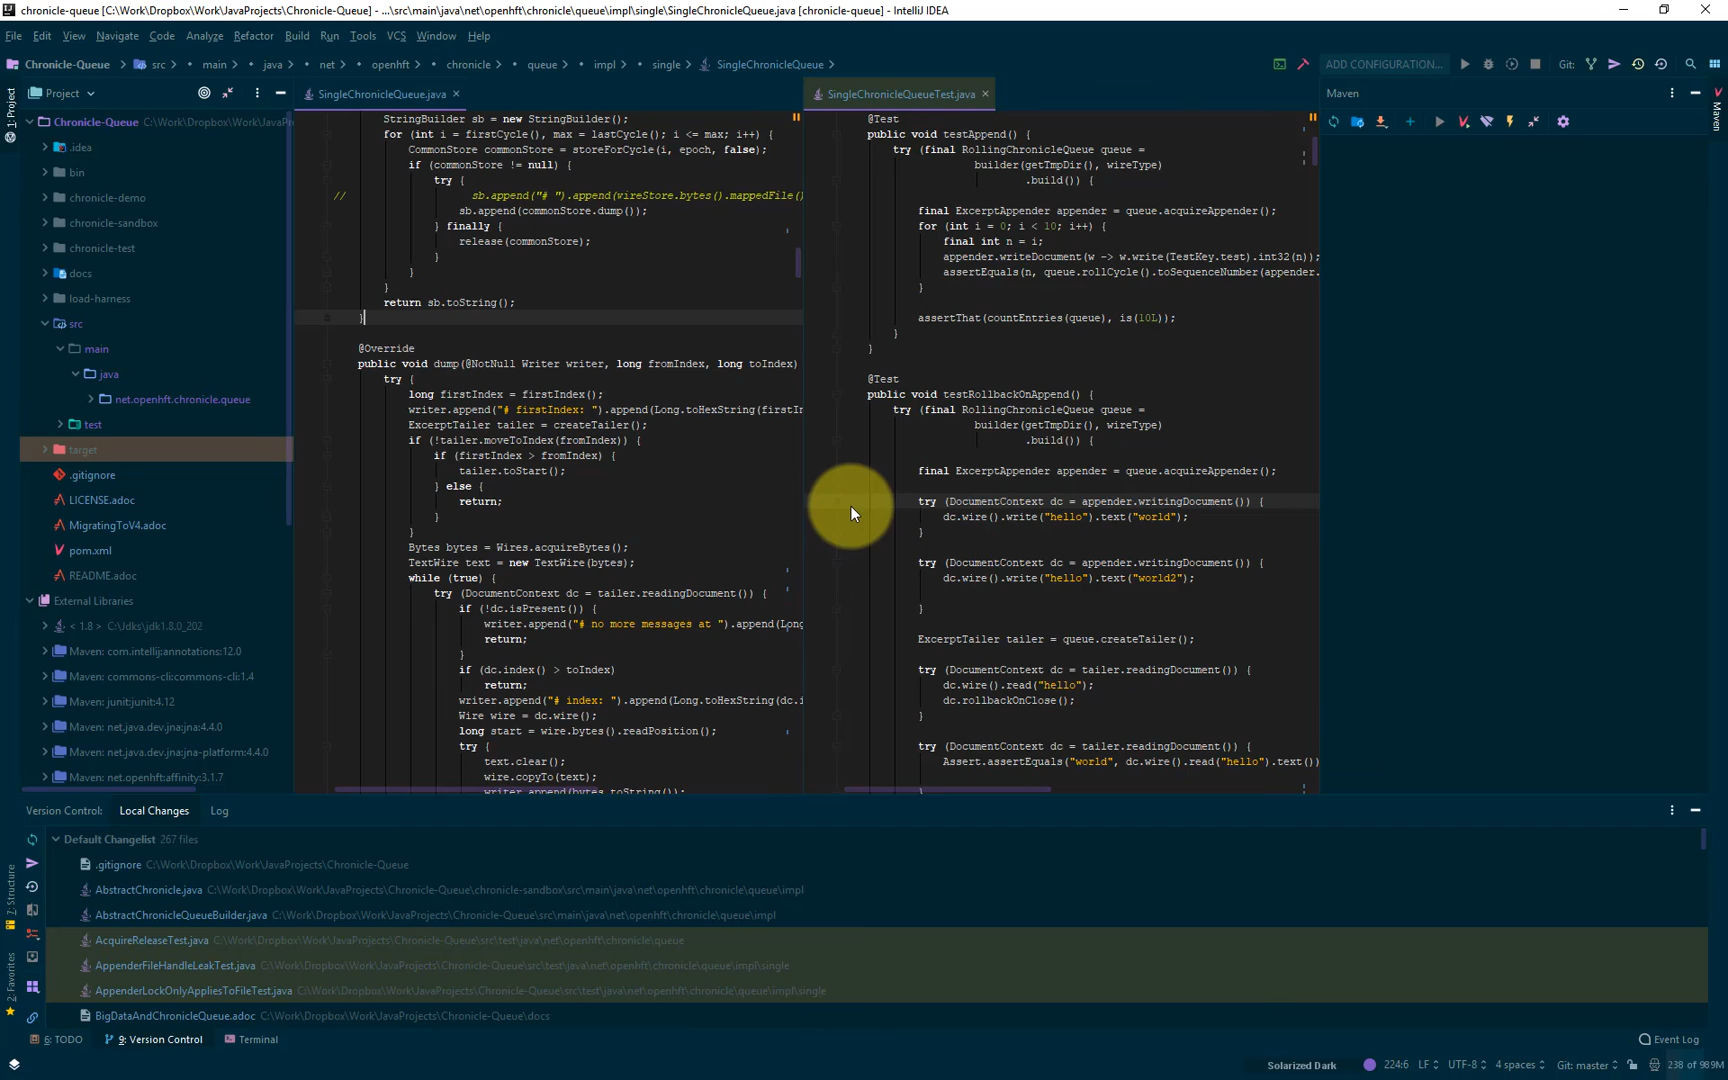 chronicle-queue [C:\Work\Dropbox\Work\JavaProjects\Chronicle-Queue] - ...\src\main\java\net\openhft\chronicle\queue\impl\single\SingleChronicleQueue.java [chronicle-queue] - IntelliJ IDEA
File Edit View Navigate Code Analyze Refactor Build Run Tools VCS Window Help
Chronicle-Queue src main java net openhft chronicle queue impl single SingleChronicleQueue
ADD CONFIGURATION... Git:
1: Project
Project
Chronicle-Queue C:\Work\Dropbox\Work\JavaPr
.idea
bin
chronicle-demo
chronicle-sandbox
chronicle-test
docs
load-harness
src
main
java
net.openhft.chronicle.queue
test
target
.gitignore
LICENSE.adoc
MigratingToV4.adoc
pom.xml
README.adoc
External Libraries
< 1.8 > C:\Jdks\jdk1.8.0_202
Maven: com.intellij:annotations:12.0
Maven: commons-cli:commons-cli:1.4
Maven: junit:junit:4.12
Maven: net.java.dev.jna:jna:4.4.0
Maven: net.java.dev.jna:jna-platform:4.4.0
Maven: net.openhft:affinity:3.1.7
SingleChronicleQueue.java
StringBuilder sb = new StringBuilder();
for (int i = firstCycle(), max = lastCycle(); i <= max; i++) {
CommonStore commonStore = storeForCycle(i, epoch, false);
if (commonStore != null) {
try {
// sb.append("# ").append(wireStore.bytes().mappedFile()
sb.append(commonStore.dump());
} finally {
release(commonStore);
}
}
}
return sb.toString();
}
@Override
public void dump(@NotNull Writer writer, long fromIndex, long toIndex)
try {
long firstIndex = firstIndex();
writer.append("# firstIndex: ").append(Long.toHexString(firstIn
ExcerptTailer tailer = createTailer();
if (!tailer.moveToIndex(fromIndex)) {
if (firstIndex > fromIndex) {
tailer.toStart();
} else {
return;
}
}
Bytes bytes = Wires.acquireBytes();
TextWire text = new TextWire(bytes);
while (true) {
try (DocumentContext dc = tailer.readingDocument()) {
if (!dc.isPresent()) {
writer.append("# no more messages at ").append(Long
return;
}
if (dc.index() > toIndex)
return;
writer.append("# index: ").append(Long.toHexString(dc.i
Wire wire = dc.wire();
long start = wire.bytes().readPosition();
try {
text.clear();
wire.copyTo(text);
writer.append(bytes.toString());
SingleChronicleQueueTest.java
@Test
public void testAppend() {
try (final RollingChronicleQueue queue =
builder(getTmpDir(), wireType)
.build()) {
final ExcerptAppender appender = queue.acquireAppender();
for (int i = 0; i < 10; i++) {
final int n = i;
appender.writeDocument(w -> w.write(TestKey.test).int32(n));
assertEquals(n, queue.rollCycle().toSequenceNumber(appender.
}
assertThat(countEntries(queue), is(10L));
}
}
@Test
public void testRollbackOnAppend() {
try (final RollingChronicleQueue queue =
builder(getTmpDir(), wireType)
.build()) {
final ExcerptAppender appender = queue.acquireAppender();
try (DocumentContext dc = appender.writingDocument()) {
dc.wire().write("hello").text("world");
}
try (DocumentContext dc = appender.writingDocument()) {
dc.wire().write("hello").text("world2");
}
ExcerptTailer tailer = queue.createTailer();
try (DocumentContext dc = tailer.readingDocument()) {
dc.wire().read("hello");
dc.rollbackOnClose();
}
try (DocumentContext dc = tailer.readingDocument()) {
Assert.assertEquals("world", dc.wire().read("hello").text())
}
Maven
Maven
Version Control: Local Changes Log
Default Changelist 267 files
.gitignore C:\Work\Dropbox\Work\JavaProjects\Chronicle-Queue
AbstractChronicle.java C:\Work\Dropbox\Work\JavaProjects\Chronicle-Queue\chronicle-sandbox\src\main\java\net\openhft\chronicle\queue\impl
AbstractChronicleQueueBuilder.java C:\Work\Dropbox\Work\JavaProjects\Chronicle-Queue\src\main\java\net\openhft\chronicle\queue\impl
AcquireReleaseTest.java C:\Work\Dropbox\Work\JavaProjects\Chronicle-Queue\src\test\java\net\openhft\chronicle\queue
AppenderFileHandleLeakTest.java C:\Work\Dropbox\Work\JavaProjects\Chronicle-Queue\src\test\java\net\openhft\chronicle\queue\impl\single
AppenderLockOnlyAppliesToFileTest.java C:\Work\Dropbox\Work\JavaProjects\Chronicle-Queue\src\test\java\net\openhft\chronicle\queue\impl\single
BigDataAndChronicleQueue.adoc C:\Work\Dropbox\Work\JavaProjects\Chronicle-Queue\docs
Z: Structure
2: Favorites
6: TODO 9: Version Control Terminal Event Log
Solarized Dark 224:6 LF UTF-8 4 spaces Git: master 238 of 989M